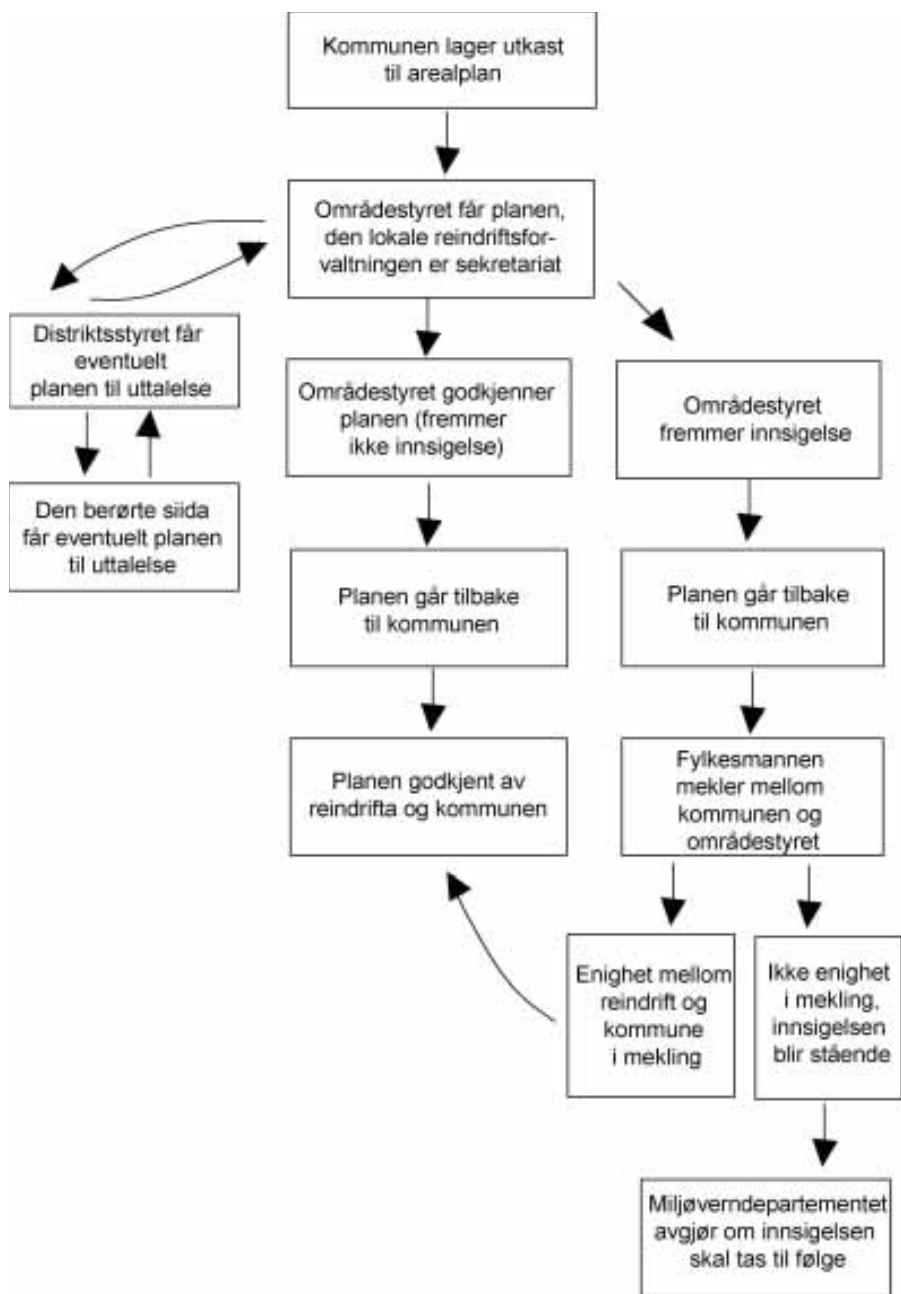 Kommunen lager utkast
til arealplan
Områdestyret får planen,
den lokale reindriftsfor-
valtningen er sekretariat
Distriktsstyret får
eventuelt
planen til uttalelse
Den berørte siida
får eventuelt planen
til uttalelse
Områdestyret godkjenner
planen (fremmer
ikke innsigelse)
Planen går tilbake
til kommunen
Planen godkjent av
reindrifta og kommunen
Områdestyret
fremmer innsigelse
Planen går tilbake
til kommunen
Fylkesmannen
mekler mellom
kommunen og
områdestyret
Enighet mellom
reindrift og
kommune
i mekling
Ikke enighet
i mekling,
innsigelsen
blir stående
Miljøverndepartementet
avgjør om innsigelsen
skal tas til følge